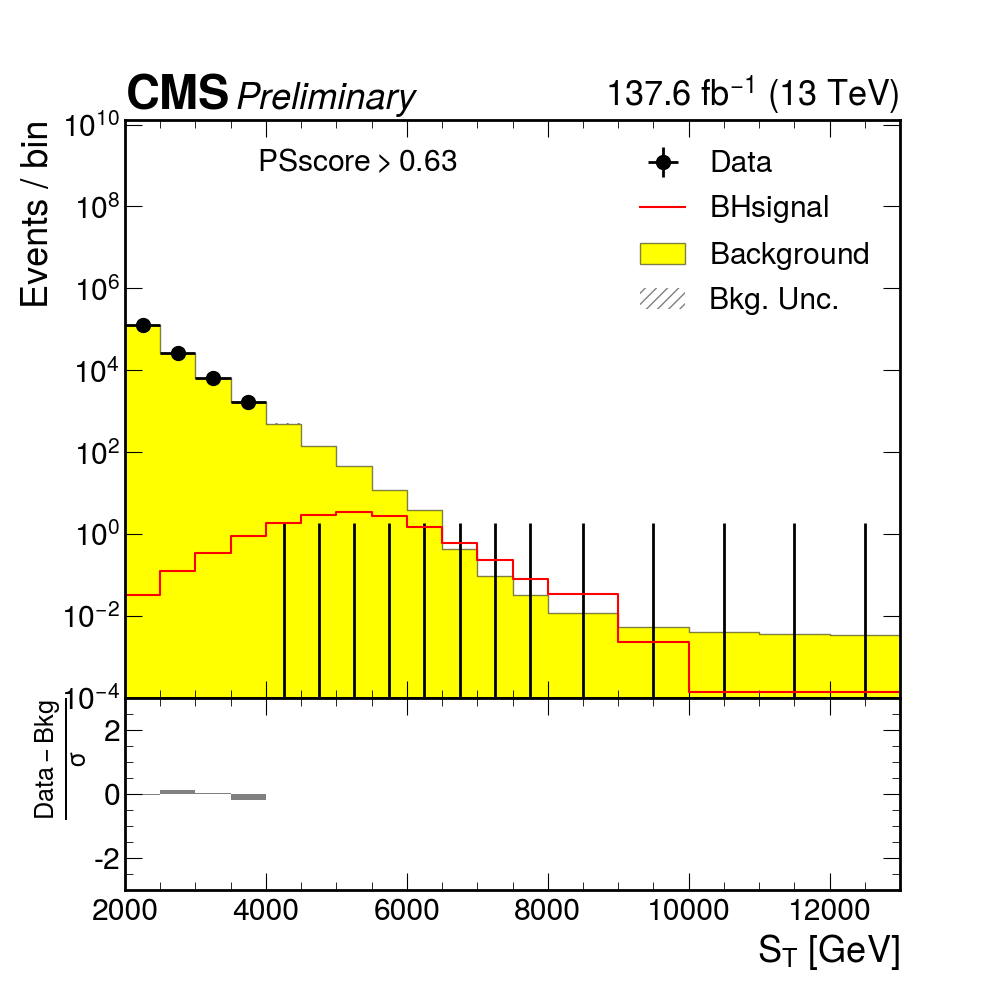 CMS Preliminary 137.6 fb⁻¹ (13 TeV)
Events / bin
10¹⁰
10⁸
10⁶
10⁴
10²
10⁰
10⁻²
10⁻⁴
PSscore > 0.63
Data
BHsignal
Background
Bkg. Unc.
Data – Bkg
σ
2
0
-2
2000 4000 6000 8000 10000 12000
S_T [GeV]